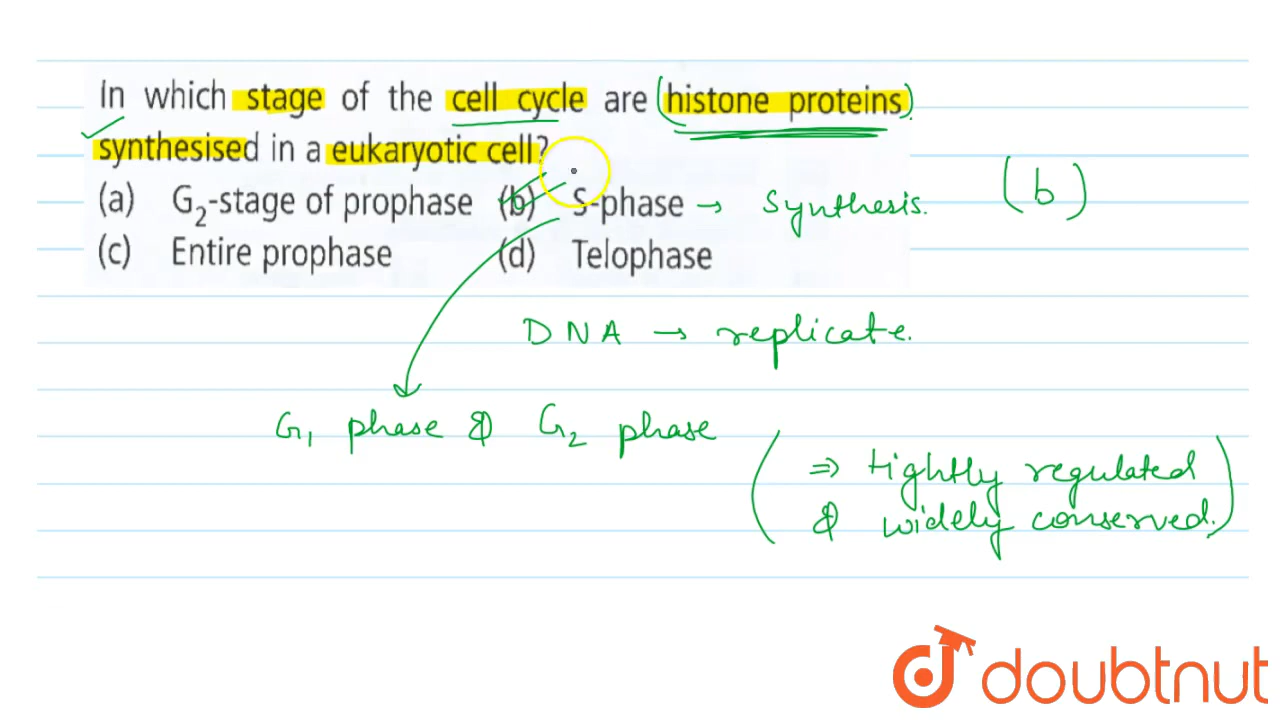 In which stage of the cell cycle are (histone proteins)
synthesised in a eukaryotic cell?
(a) G₂-stage of prophase (b) S-phase → Synthesis. (b)
(c) Entire prophase (d) Telophase
DNA → replicate.
G₁ phase & G₂ phase
(⇒ tightly regulated
& widely conserved.)
doubtnut